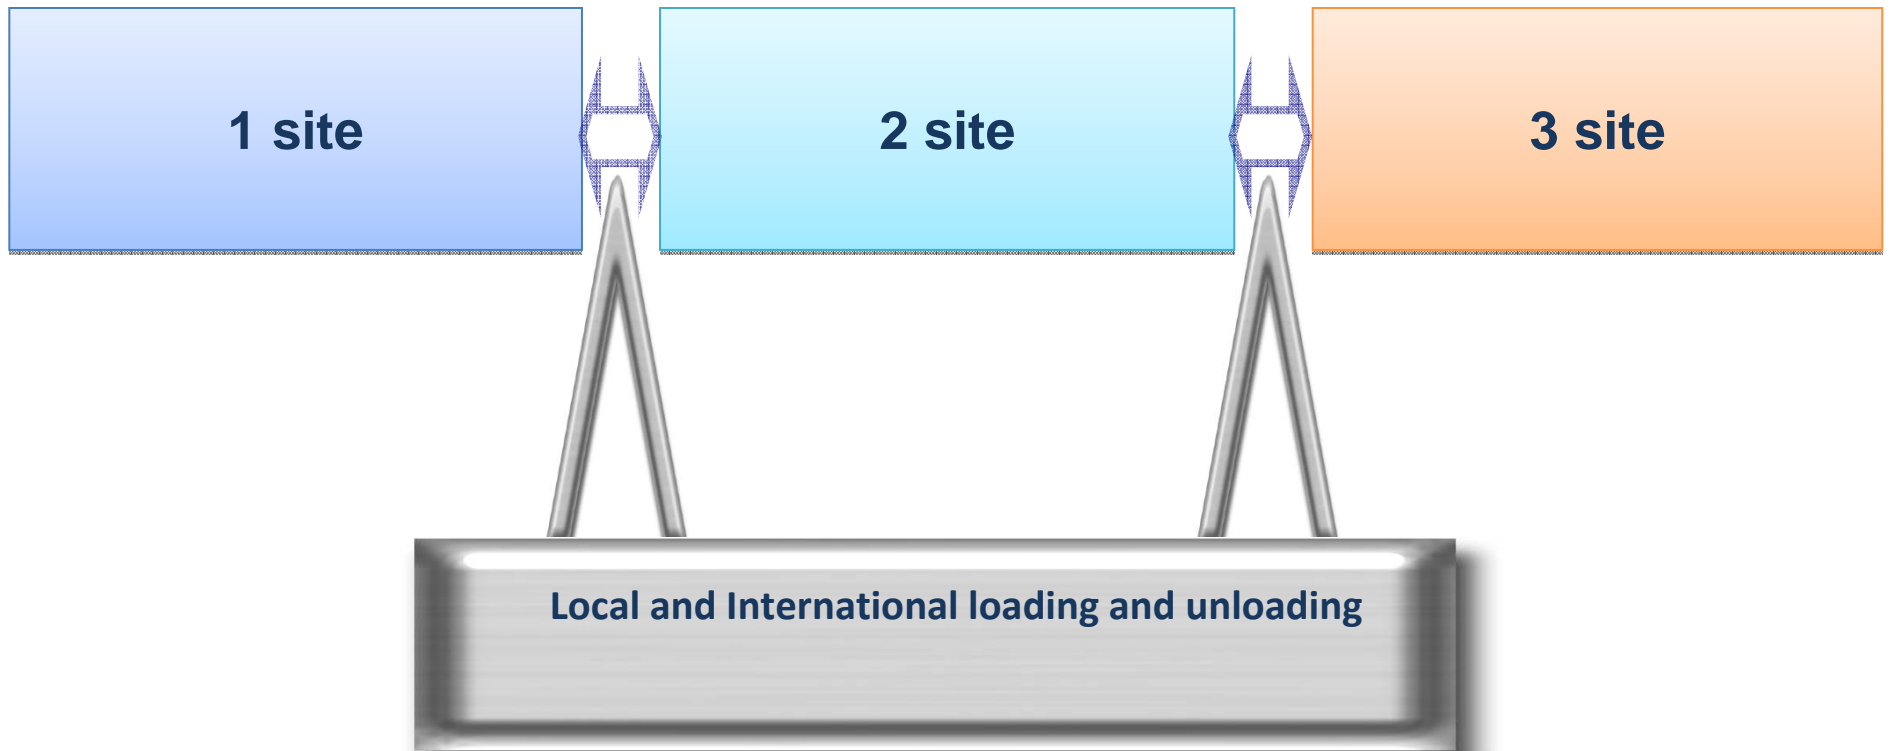 1 site
2 site
3 site
Local and International loading and unloading